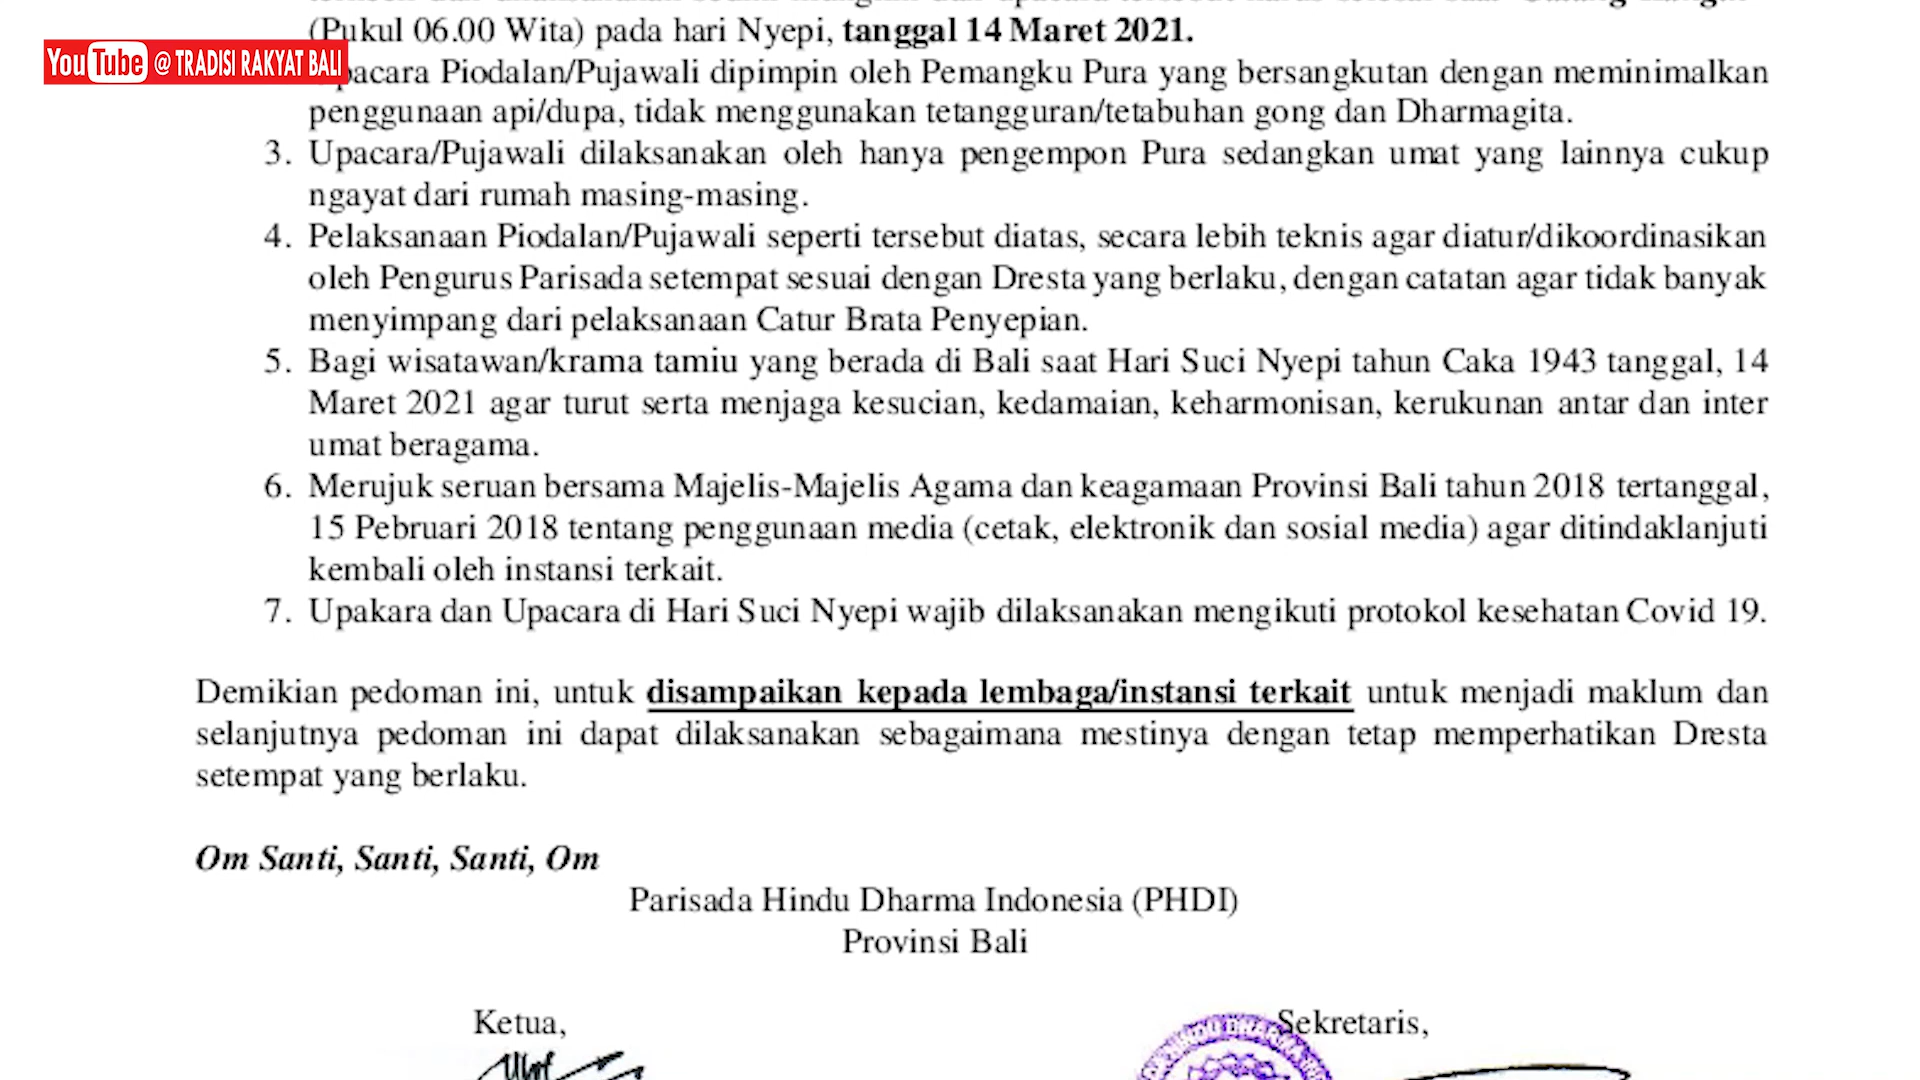 (Pukul 06.00 Wita) pada hari Nyepi, tanggal 14 Maret 2021.
YouTube @ TRADISI RAKYAT BALI
Upacara Piodalan/Pujawali dipimpin oleh Pemangku Pura yang bersangkutan dengan meminimalkan
penggunaan api/dupa, tidak menggunakan tetangguran/tetabuhan gong dan Dharmagita.
3. Upacara/Pujawali dilaksanakan oleh hanya pengempon Pura sedangkan umat yang lainnya cukup
ngayat dari rumah masing-masing.
4. Pelaksanaan Piodalan/Pujawali seperti tersebut diatas, secara lebih teknis agar diatur/dikoordinasikan
oleh Pengurus Parisada setempat sesuai dengan Dresta yang berlaku, dengan catatan agar tidak banyak
menyimpang dari pelaksanaan Catur Brata Penyepian.
5. Bagi wisatawan/krama tamiu yang berada di Bali saat Hari Suci Nyepi tahun Caka 1943 tanggal, 14
Maret 2021 agar turut serta menjaga kesucian, kedamaian, keharmonisan, kerukunan antar dan inter
umat beragama.
6. Merujuk seruan bersama Majelis-Majelis Agama dan keagamaan Provinsi Bali tahun 2018 tertanggal,
15 Pebruari 2018 tentang penggunaan media (cetak, elektronik dan sosial media) agar ditindaklanjuti
kembali oleh instansi terkait.
7. Upakara dan Upacara di Hari Suci Nyepi wajib dilaksanakan mengikuti protokol kesehatan Covid 19.
Demikian pedoman ini, untuk disampaikan kepada lembaga/instansi terkait untuk menjadi maklum dan
selanjutnya pedoman ini dapat dilaksanakan sebagaimana mestinya dengan tetap memperhatikan Dresta
setempat yang berlaku.
Om Santi, Santi, Santi, Om
Parisada Hindu Dharma Indonesia (PHDI)
Provinsi Bali
Ketua,
Sekretaris,
HINDU DHARMA